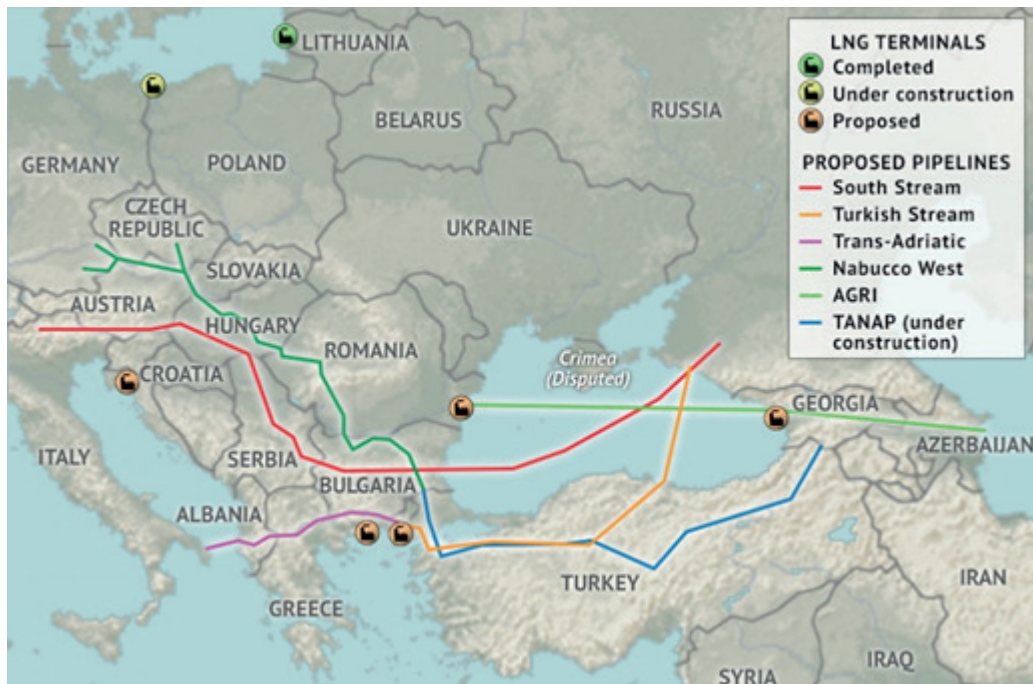 LNG TERMINALS
Completed
Under construction
Proposed
PROPOSED PIPELINES
South Stream
Turkish Stream
Trans-Adriatic
Nabucco West
AGRI
TANAP (under
construction)
LITHUANIA
RUSSIA
BELARUS
GERMANY
POLAND
CZECH
REPUBLIC
UKRAINE
SLOVAKIA
AUSTRIA
HUNGARY
ROMANIA
Crimea
(Disputed)
CROATIA
GEORGIA
AZERBAIJAN
ITALY
SERBIA
BULGARIA
ALBANIA
TURKEY
IRAN
GREECE
IRAQ
SYRIA